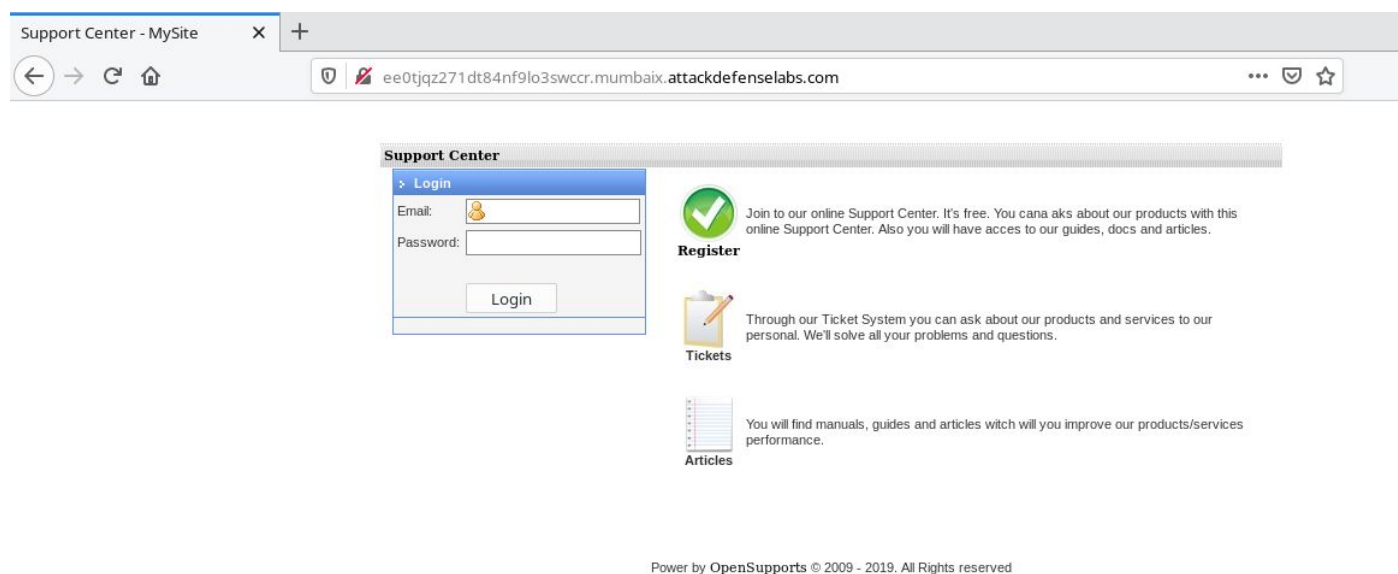 Support Center - MySite
ee0tjqz271dt84nf9lo3swccr.mumbaix.attackdefenselabs.com
Support Center
Login
Email:
Password:
Login
Join to our online Support Center. It's free. You cana aks about our products with this
online Support Center. Also you will have acces to our guides, docs and articles.
Register
Through our Ticket System you can ask about our products and services to our
personal. We'll solve all your problems and questions.
Tickets
You will find manuals, guides and articles witch will you improve our products/services
performance.
Articles
Power by OpenSupports © 2009 - 2019. All Rights reserved